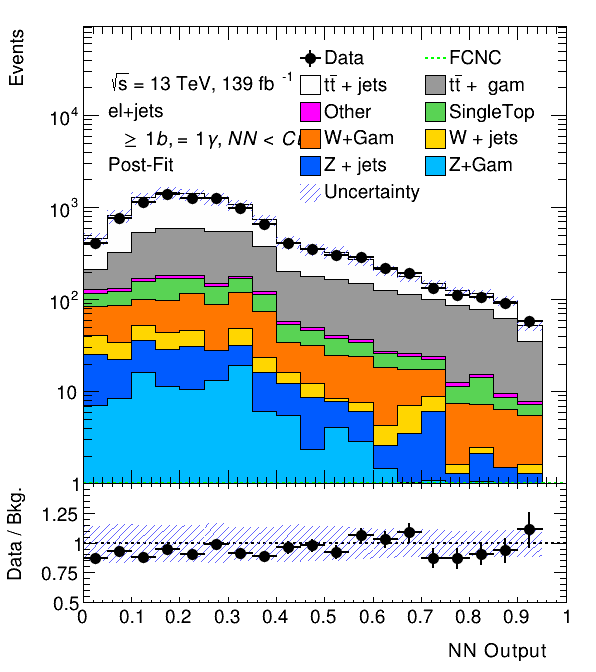 Events
10⁴
10³
10²
10
1
√s = 13 TeV, 139 fb⁻¹
el+jets
≥ 1b, = 1γ, NN < C
Post-Fit
Data
FCNC
tt̄ + jets
tt̄ + gam
Other
SingleTop
W+Gam
W + jets
Z + jets
Z+Gam
Uncertainty
Data / Bkg.
1.25
1
0.75
0.5
0 0.1 0.2 0.3 0.4 0.5 0.6 0.7 0.8 0.9 1
NN Output